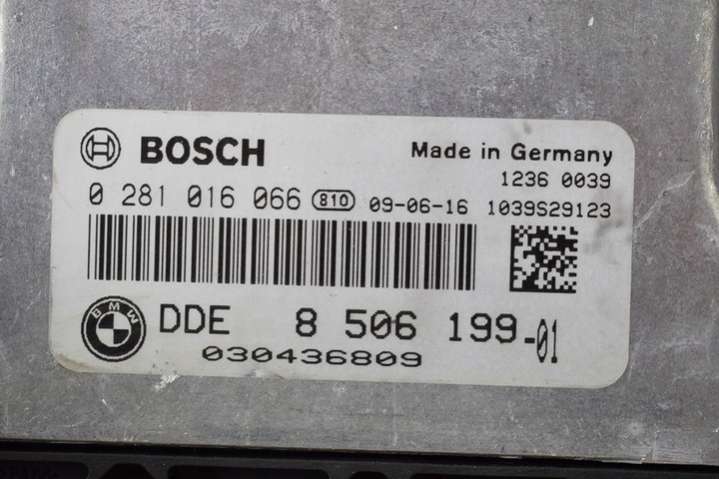 BOSCH Made in Germany
1236 0039
0 281 016 066 810 09-06-16 1039S29123
BMW DDE 8 506 199-01
030436809